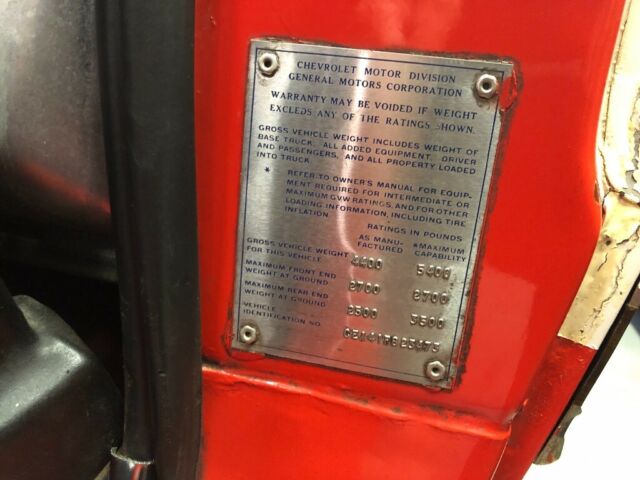 CHEVROLET MOTOR DIVISION
GENERAL MOTORS CORPORATION
WARRANTY MAY BE VOIDED IF WEIGHT
EXCEEDS ANY OF THE RATINGS SHOWN.
GROSS VEHICLE WEIGHT INCLUDES WEIGHT OF
BASE TRUCK, ALL ADDED EQUIPMENT, DRIVER
AND PASSENGERS, AND ALL PROPERTY LOADED
INTO TRUCK
* REFER TO OWNER'S MANUAL FOR EQUIP-
MENT REQUIRED FOR INTERMEDIATE OR
MAXIMUM GVW RATINGS, AND FOR OTHER
LOADING INFORMATION, INCLUDING TIRE
INFLATION.
RATINGS IN POUNDS
AS MANU- *MAXIMUM
FACTURED CAPABILITY
GROSS VEHICLE WEIGHT
FOR THIS VEHICLE 4400 5400
MAXIMUM FRONT END
WEIGHT AT GROUND 2700 2700
MAXIMUM REAR END
WEIGHT AT GROUND 2500 3500
VEHICLE
IDENTIFICATION NO.